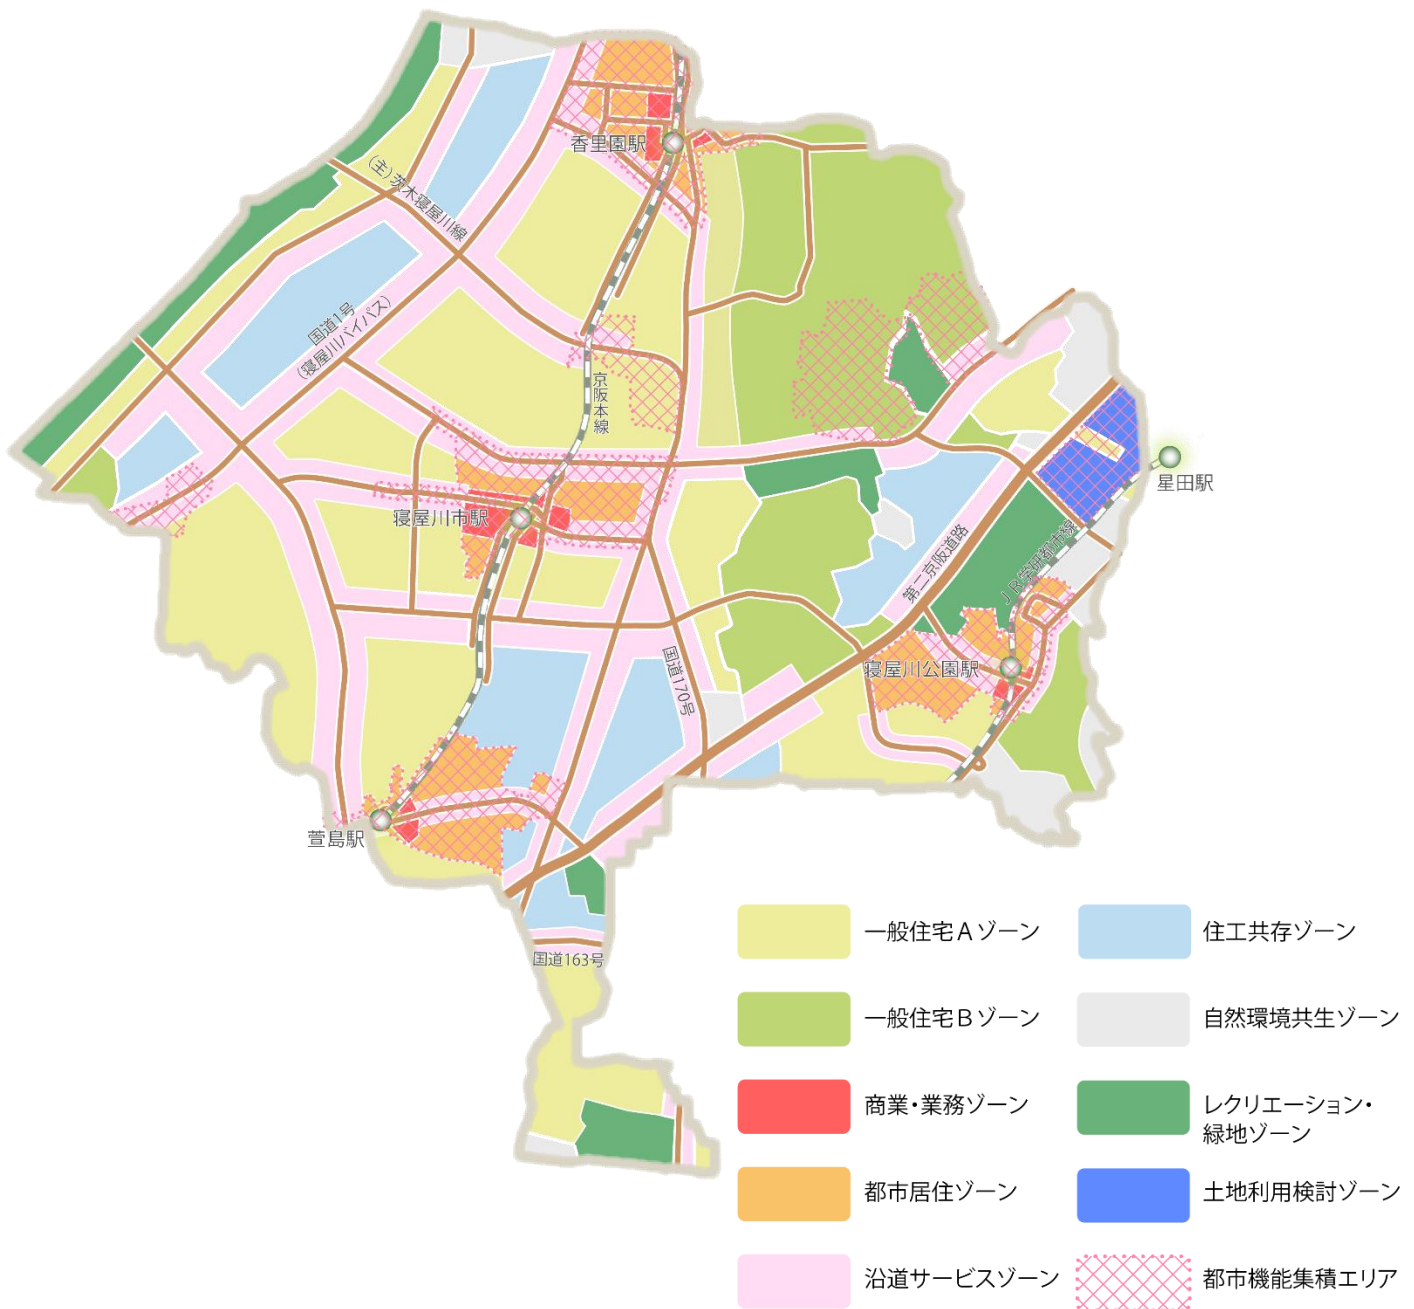 香里園駅
(主)茨木寝屋川線
国道1号
(寝屋川バイパス)
京阪本線
寝屋川市駅
星田駅
第二京阪道路
JR学研都市線
寝屋川公園駅
国道170号
萱島駅
国道163号
一般住宅Aゾーン
住工共存ゾーン
一般住宅Bゾーン
自然環境共生ゾーン
商業・業務ゾーン
レクリエーション・
緑地ゾーン
都市居住ゾーン
土地利用検討ゾーン
沿道サービスゾーン
都市機能集積エリア